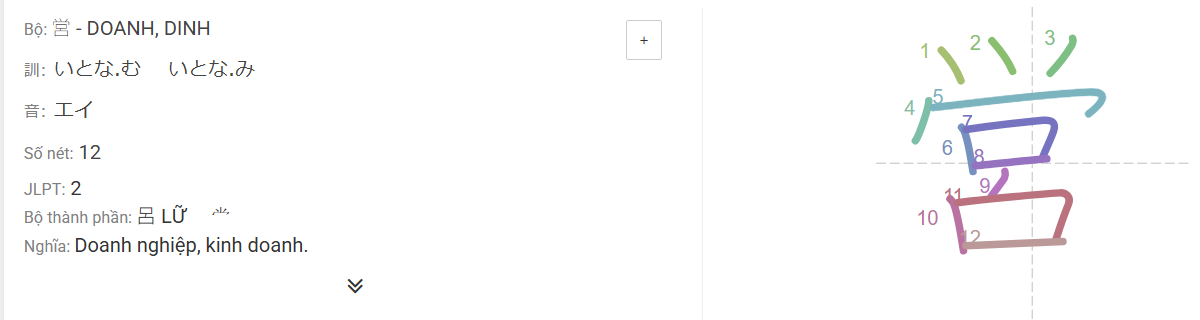 Bộ: 営 - DOANH, DINH
+
訓: いとな.む いとな.み
音: エイ
Số nét: 12
JLPT: 2
Bộ thành phần: 呂 LỮ ⺍
Nghĩa: Doanh nghiệp, kinh doanh.
営
1 2 3
4 5
6 7
8
9
10 11
12